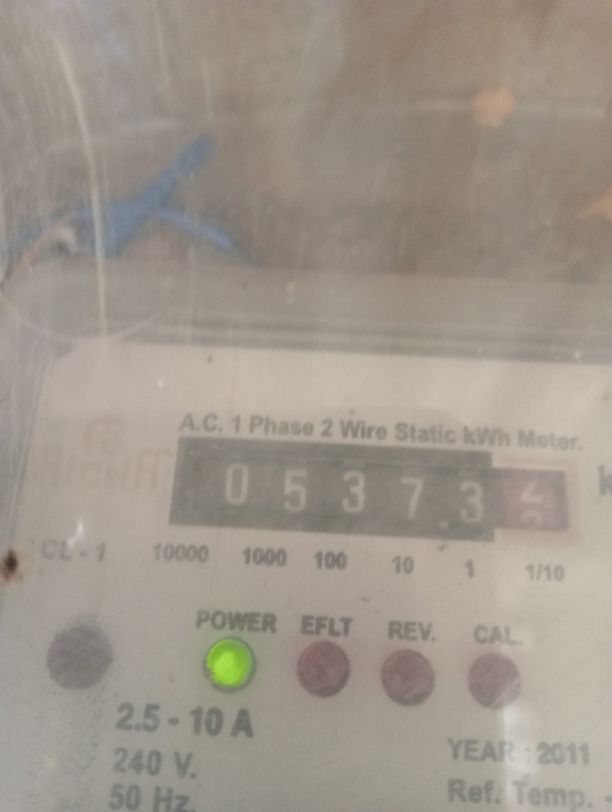 A.C. 1 Phase 2 Wire Static kWh Meter.
0 5 3 7 3
k
CL - 1 10000 1000 100 10 1 1/10
POWER EFLT REV. CAL.
2.5 - 10 A
240 V.
50 Hz.
YEAR : 2011
Ref: Temp. -